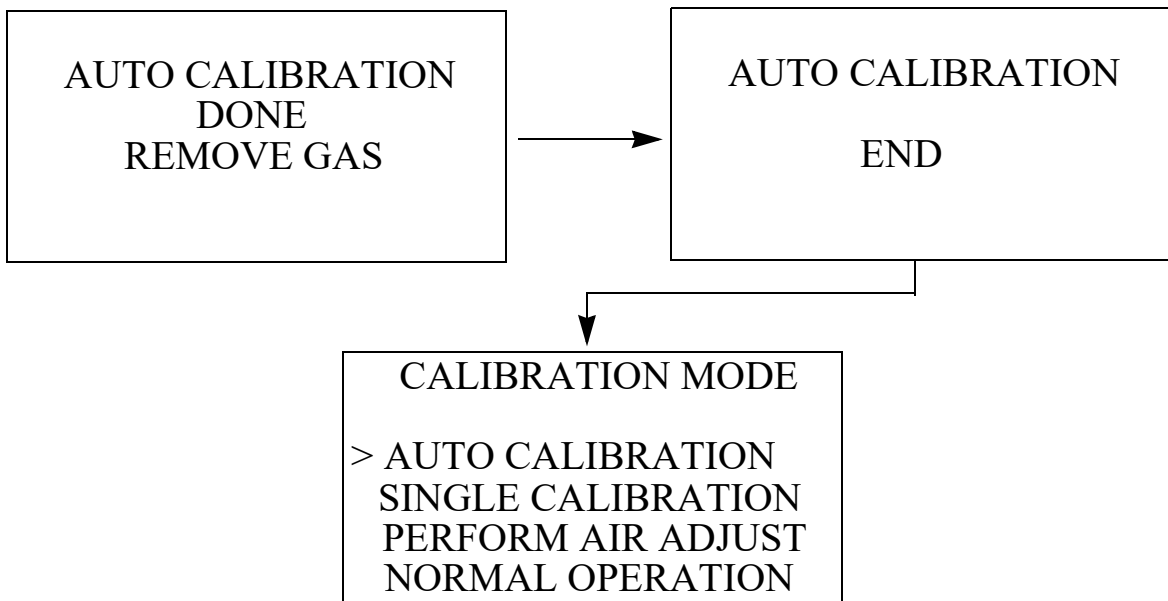 AUTO CALIBRATION
DONE
REMOVE GAS
AUTO CALIBRATION
END
CALIBRATION MODE
> AUTO CALIBRATION
SINGLE CALIBRATION
PERFORM AIR ADJUST
NORMAL OPERATION